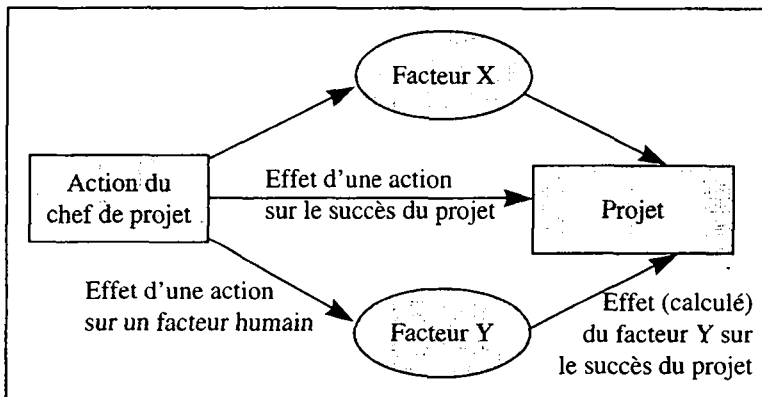 Facteur X
Action du
chef de projet
Effet d'une action
sur le succès du projet
Projet
Effet d'une action
sur un facteur humain
Facteur Y
Effet (calculé)
du facteur Y sur
le succès du projet